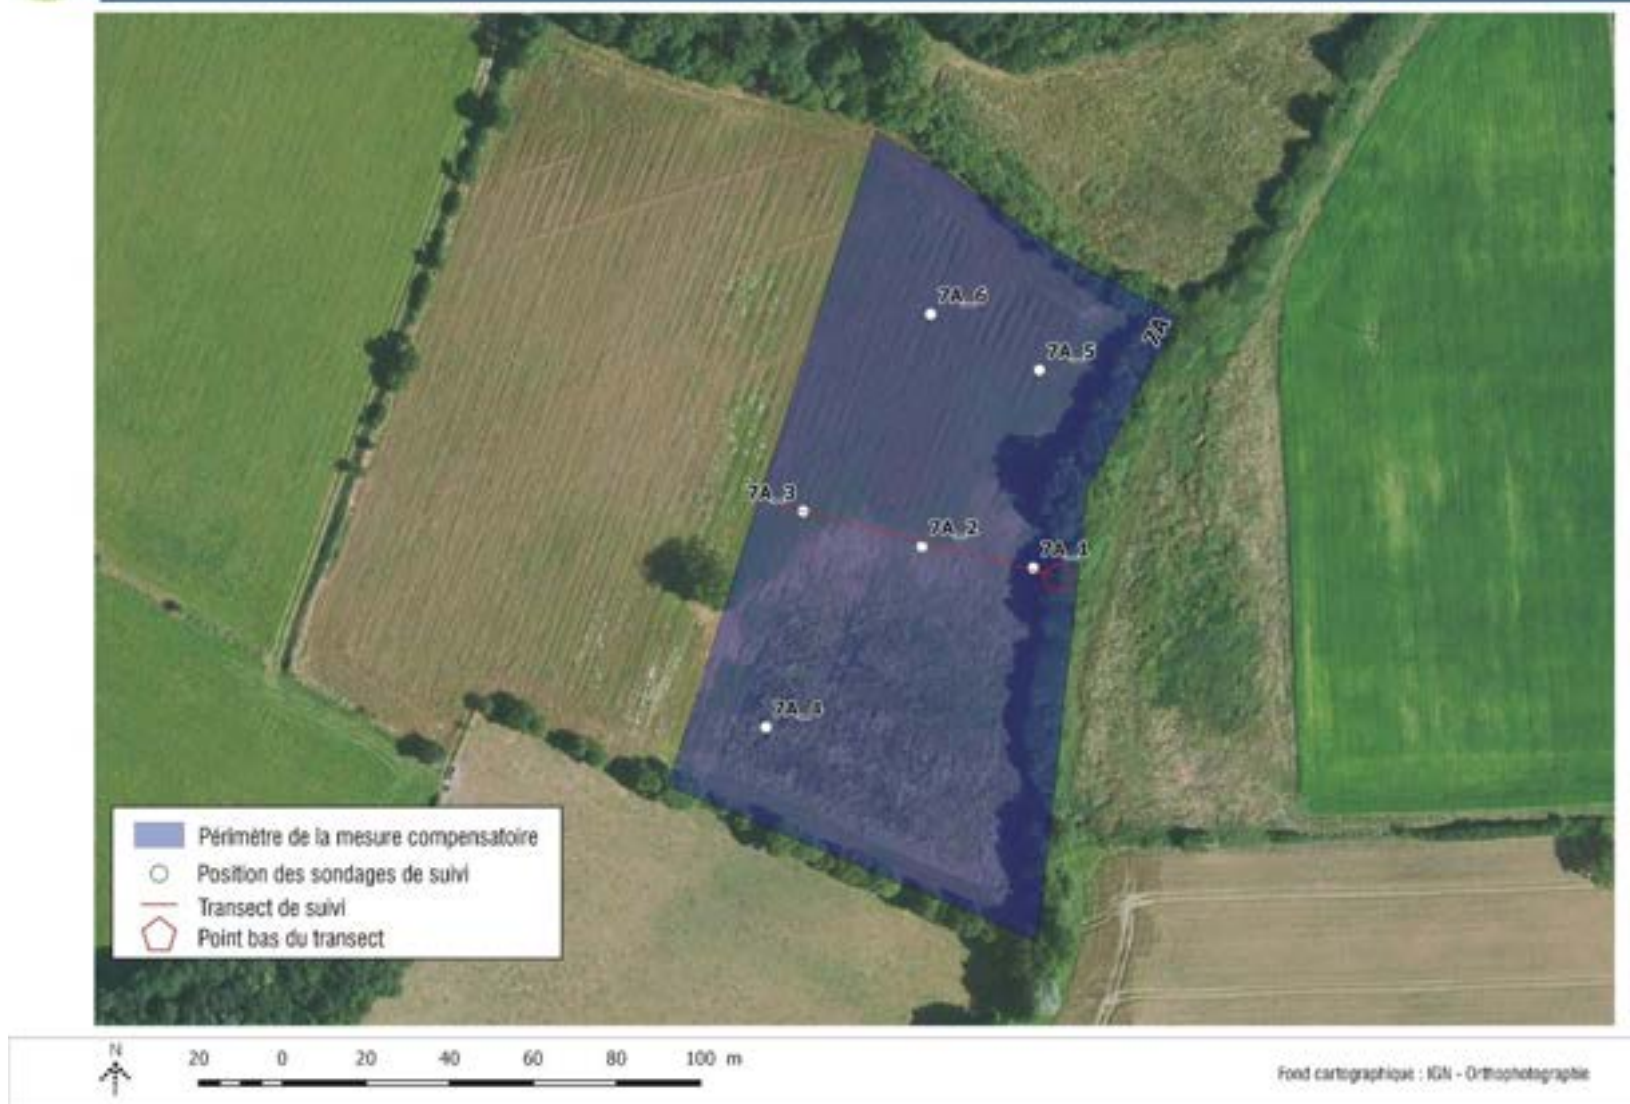 7A_6
7A
7A_5
7A_3
7A_2
7A_1
7A_4
Périmètre de la mesure compensatoire
Position des sondages de suivi
Transect de suivi
Point bas du transect
N
20 0 20 40 60 80 100 m
Fond cartographique : IGN - Orthophotographie